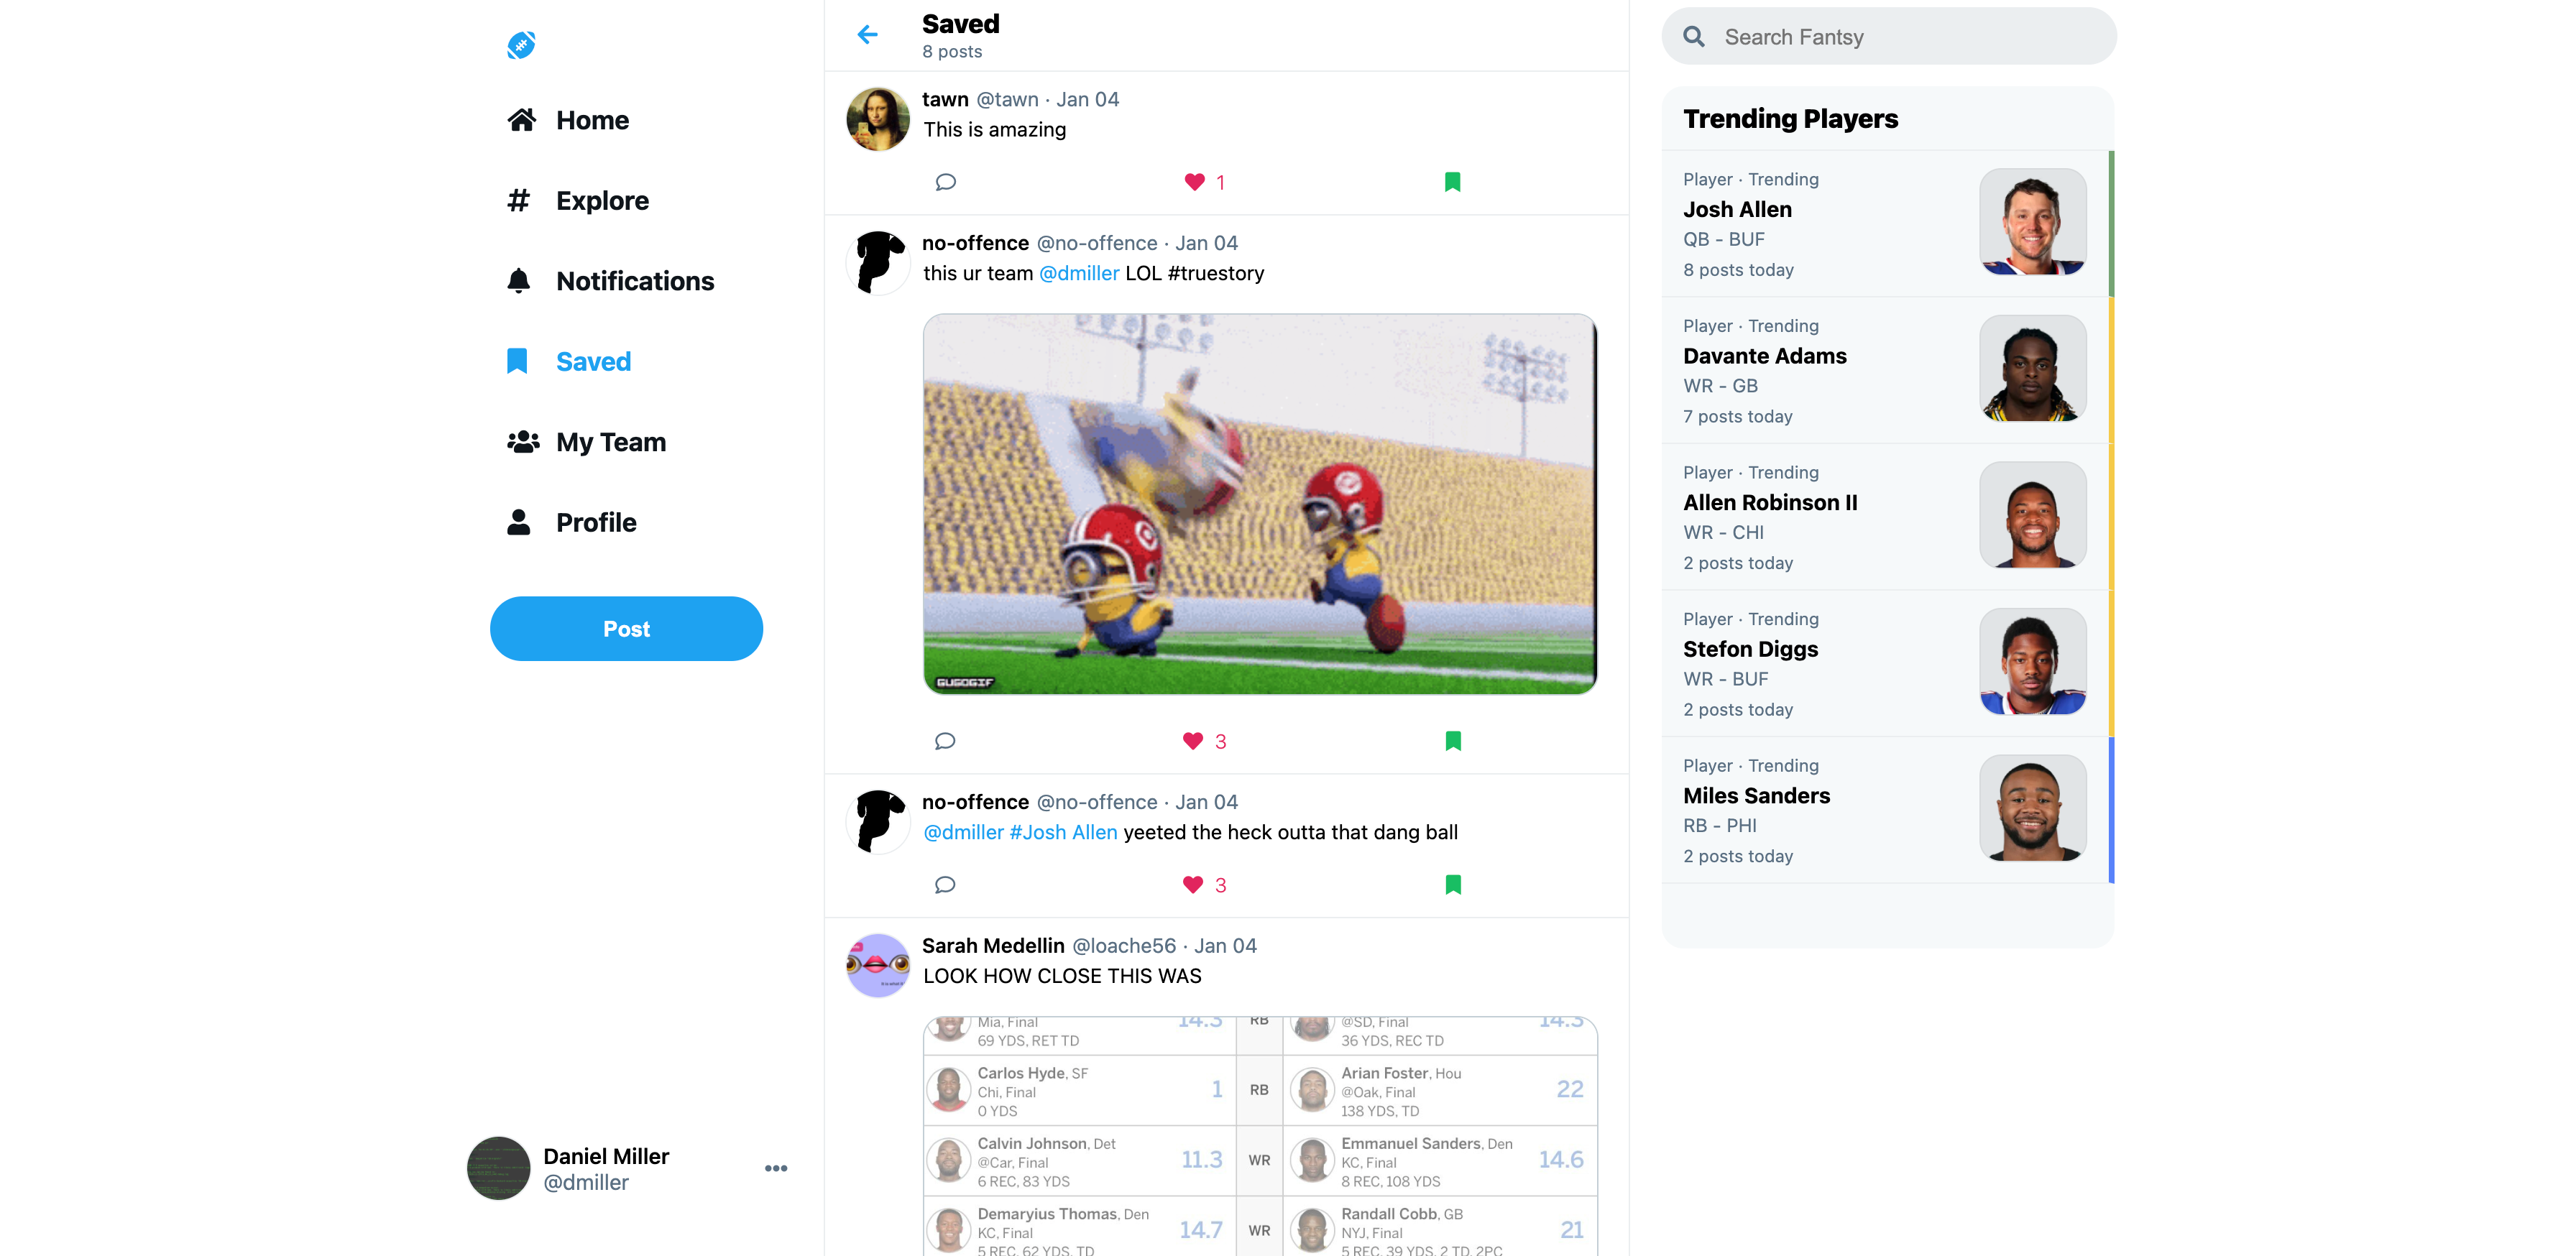 Home
Explore
Notifications
Saved
My Team
Profile
Post
Daniel Miller
@dmiller
Saved
8 posts
tawn @tawn · Jan 04
This is amazing
1
no-offence @no-offence · Jan 04
this ur team @dmiller LOL #truestory
GUSOGIF
3
no-offence @no-offence · Jan 04
@dmiller #Josh Allen yeeted the heck outta that dang ball
3
Sarah Medellin @loache56 · Jan 04
LOOK HOW CLOSE THIS WAS
Mia, Final 14.3 RB @SD, Final 14.3
69 YDS, RET TD 36 YDS, REC TD
Carlos Hyde, SF Arian Foster, Hou
Chi, Final 1 RB @Oak, Final 22
0 YDS 138 YDS, TD
Calvin Johnson, Det Emmanuel Sanders, Den
@Car, Final 11.3 WR KC, Final 14.6
6 REC, 83 YDS 8 REC, 108 YDS
Demaryius Thomas, Den Randall Cobb, GB
KC, Final 14.7 WR NYJ, Final 21
5 REC, 62 YDS, TD 5 REC, 39 YDS, 2 TD, 2PC
Search Fantsy
Trending Players
Player · Trending
Josh Allen
QB - BUF
8 posts today
Player · Trending
Davante Adams
WR - GB
7 posts today
Player · Trending
Allen Robinson II
WR - CHI
2 posts today
Player · Trending
Stefon Diggs
WR - BUF
2 posts today
Player · Trending
Miles Sanders
RB - PHI
2 posts today